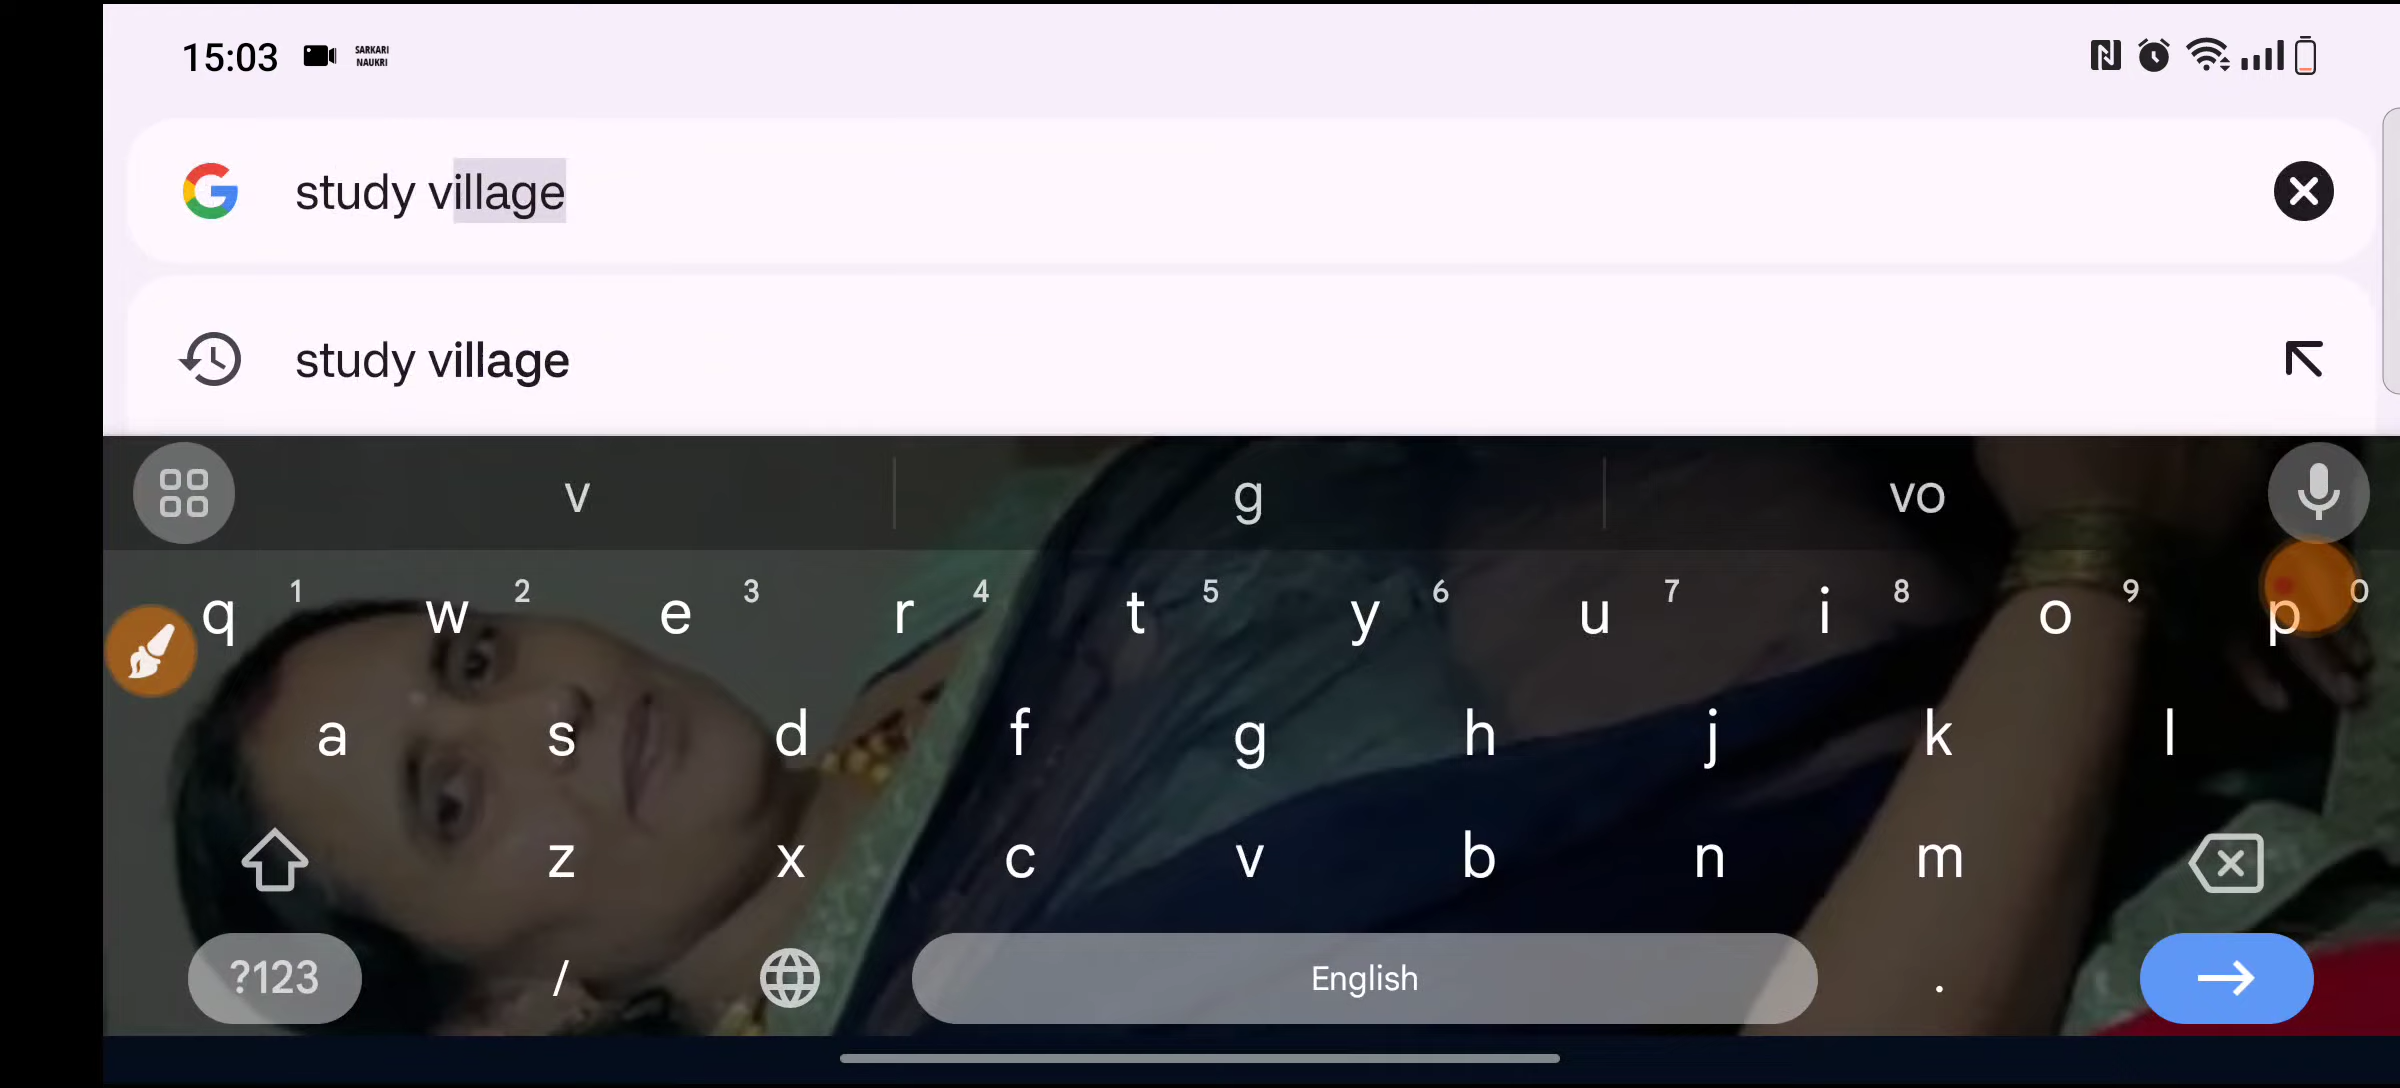 15:03 SARKARI
NAUKRI
study village
study village
v g vo
q 1 w 2 e 3 r 4 t 5 y 6 u 7 i 8 o 9 p 0
a s d f g h j k l
z x c v b n m
?123 / English .